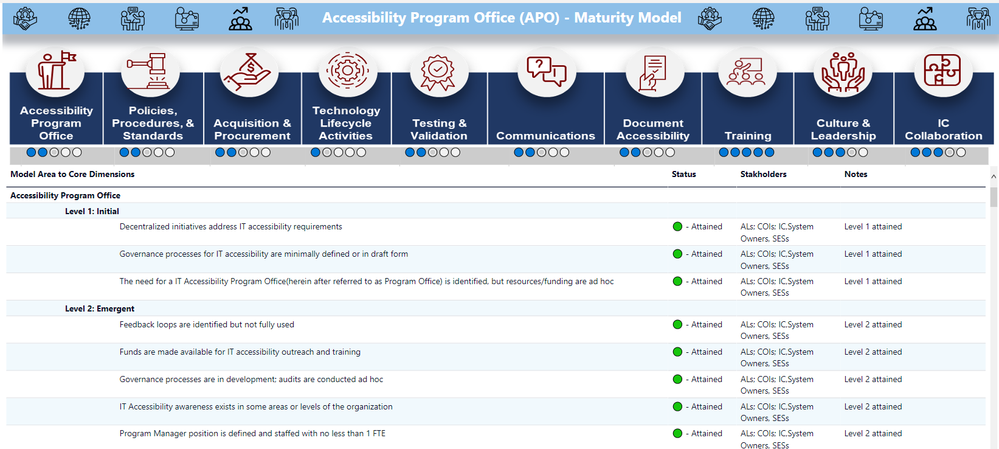 Accessibility Program Office (APO) - Maturity Model
Accessibility
Program
Office
Policies,
Procedures, &
Standards
Acquisition &
Procurement
Technology
Lifecycle
Activities
Testing &
Validation
Communications
Document
Accessibility
Training
Culture &
Leadership
IC
Collaboration
Model Area to Core Dimensions Status Stakholders Notes
Accessibility Program Office
Level 1: Initial
Decentralized initiatives address IT accessibility requirements - Attained ALs; COIs; IC,System Level 1 attained
Owners, SESs
Governance processes for IT accessibility are minimally defined or in draft form - Attained ALs; COIs; IC,System Level 1 attained
Owners, SESs
The need for a IT Accessibility Program Office(herein after referred to as Program Office) is identified, but resources/funding are ad hoc - Attained ALs; COIs; IC,System Level 1 attained
Owners, SESs
Level 2: Emergent
Feedback loops are identified but not fully used - Attained ALs; COIs; IC,System Level 2 attained
Owners, SESs
Funds are made available for IT accessibility outreach and training - Attained ALs; COIs; IC,System Level 2 attained
Owners, SESs
Governance processes are in development; audits are conducted ad hoc - Attained ALs; COIs; IC,System Level 2 attained
Owners, SESs
IT Accessibility awareness exists in some areas or levels of the organization - Attained ALs; COIs; IC,System Level 2 attained
Owners, SESs
Program Manager position is defined and staffed with no less than 1 FTE - Attained ALs; COIs; IC,System Level 2 attained
Owners, SESs